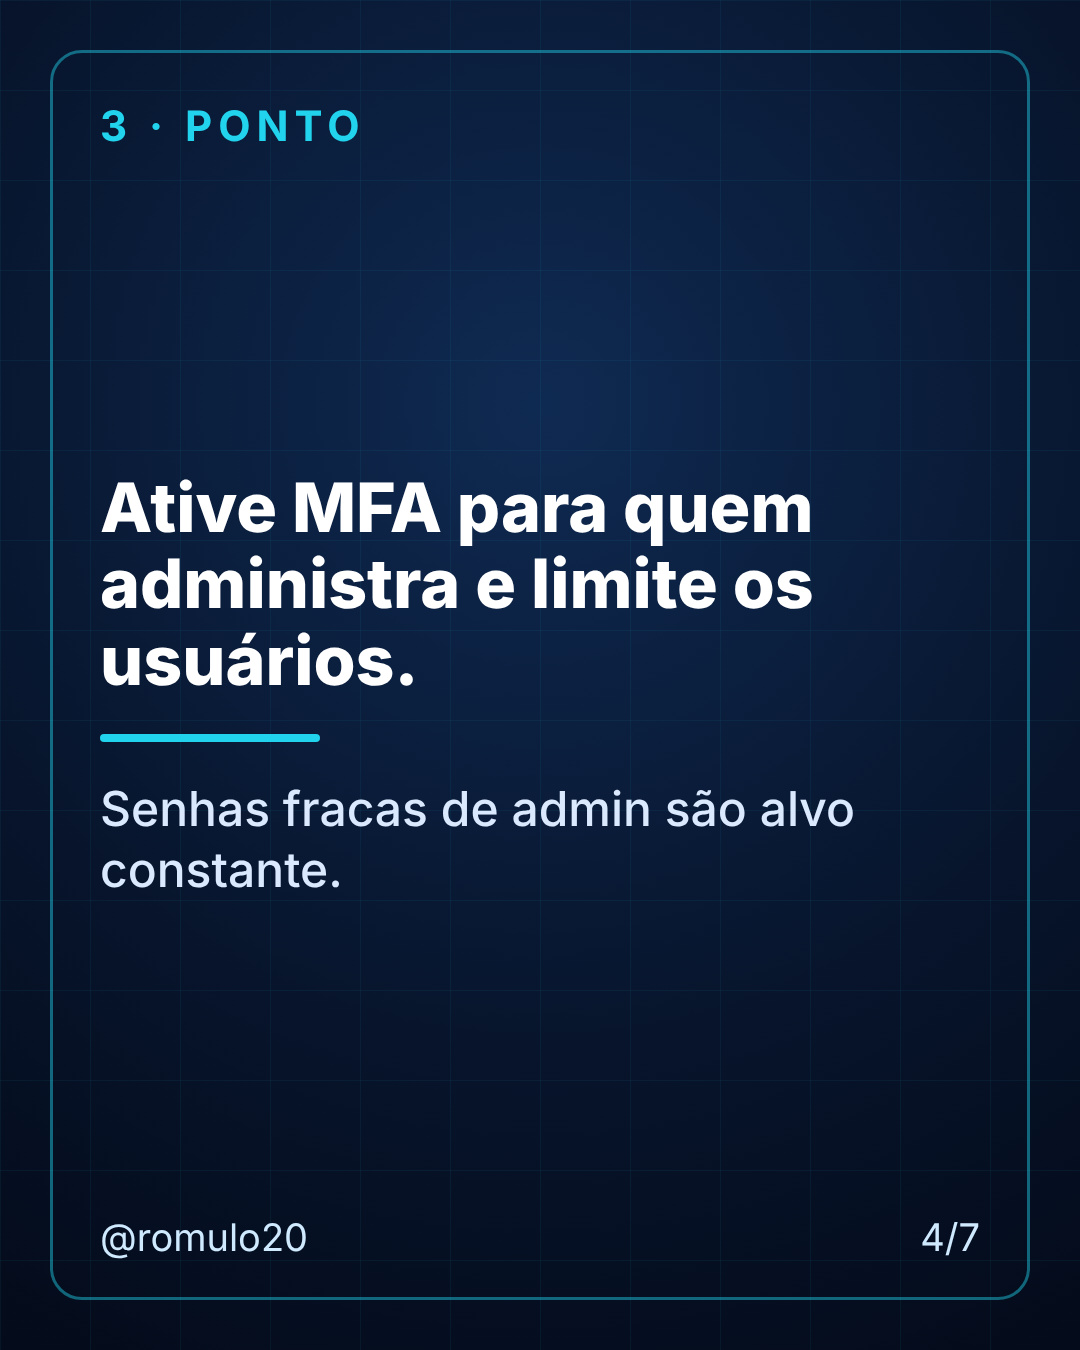 3 · PONTO
Ative MFA para quem
administra e limite os
usuários.
Senhas fracas de admin são alvo
constante.
@romulo20
4/7